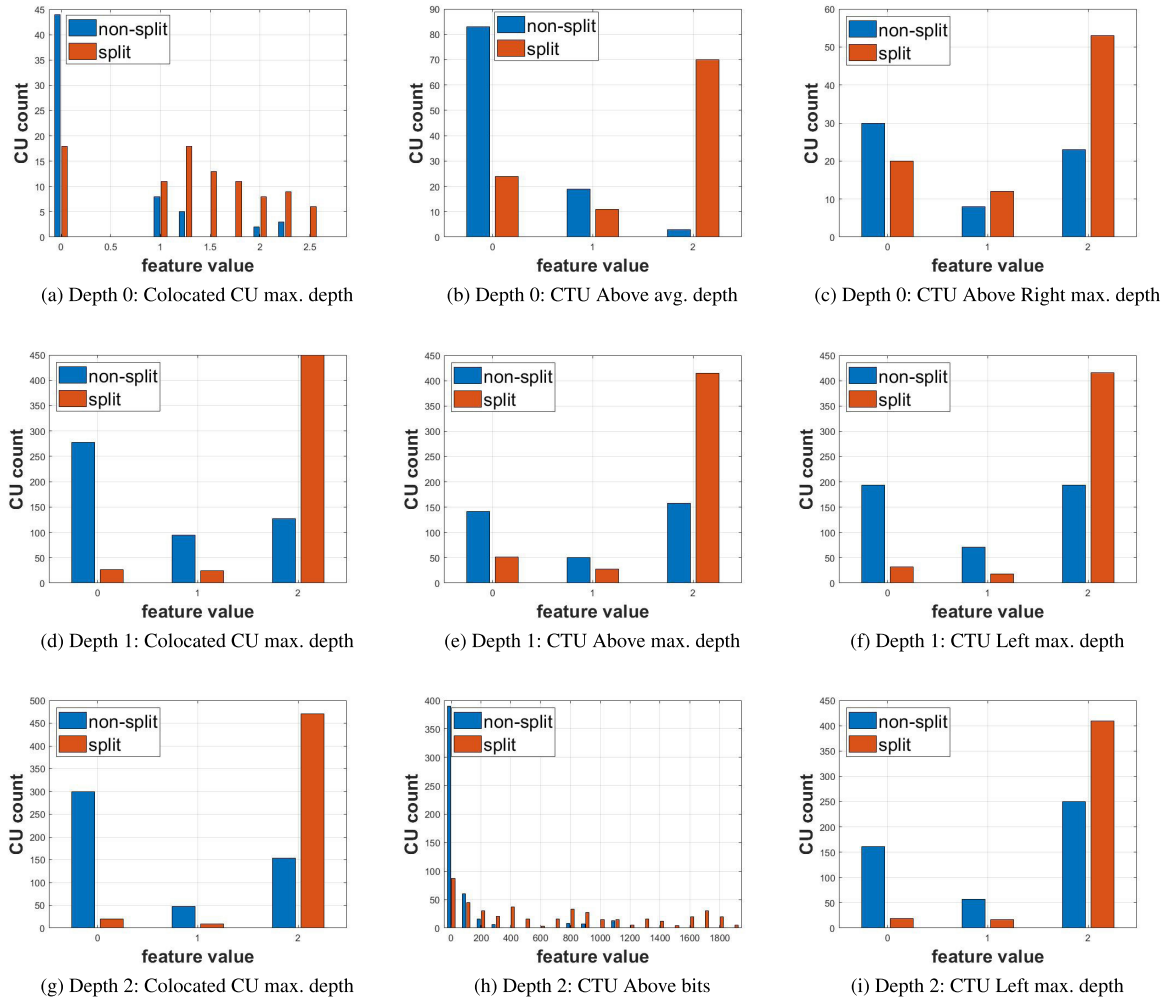 non-split
split
CU count
45
40
35
30
25
20
15
10
5
0
0 0.5 1 1.5 2 2.5
feature value
(a) Depth 0: Colocated CU max. depth
non-split
split
CU count
90
80
70
60
50
40
30
20
10
0
0 1 2
feature value
(b) Depth 0: CTU Above avg. depth
non-split
split
CU count
60
50
40
30
20
10
0
0 1 2
feature value
(c) Depth 0: CTU Above Right max. depth
non-split
split
CU count
450
400
350
300
250
200
150
100
50
0
0 1 2
feature value
(d) Depth 1: Colocated CU max. depth
non-split
split
CU count
450
400
350
300
250
200
150
100
50
0
0 1 2
feature value
(e) Depth 1: CTU Above max. depth
non-split
split
CU count
450
400
350
300
250
200
150
100
50
0
0 1 2
feature value
(f) Depth 1: CTU Left max. depth
non-split
split
CU count
500
450
400
350
300
250
200
150
100
50
0
0 1 2
feature value
(g) Depth 2: Colocated CU max. depth
non-split
split
CU count
400
350
300
250
200
150
100
50
0
0 200 400 600 800 1000 1200 1400 1600 1800
feature value
(h) Depth 2: CTU Above bits
non-split
split
CU count
450
400
350
300
250
200
150
100
50
0
0 1 2
feature value
(i) Depth 2: CTU Left max. depth